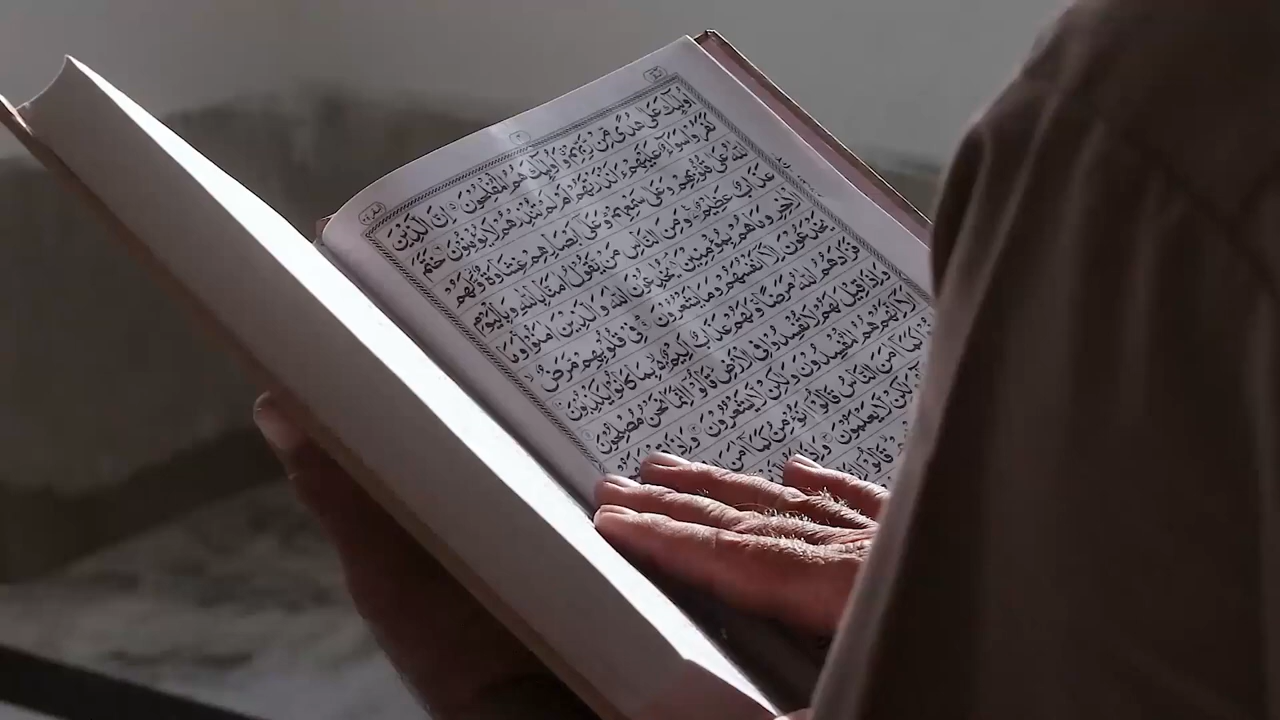 اُولٰٓئِكَ عَلٰى هُدًى مِّنْ رَّبِّهِمْ وَاُولٰٓئِكَ هُمُ الْمُفْلِحُوْنَ اِنَّ الَّذِيْنَ
كَفَرُوْا سَوَآءٌ عَلَيْهِمْ ءَاَنْذَرْتَهُمْ اَمْ لَمْ تُنْذِرْهُمْ لَا يُؤْمِنُوْنَ خَتَمَ
اللّٰهُ عَلٰى قُلُوْبِهِمْ وَعَلٰى سَمْعِهِمْ وَعَلٰٓى اَبْصَارِهِمْ غِشَاوَةٌ وَّلَهُمْ
عَذَابٌ عَظِيْمٌ وَمِنَ النَّاسِ مَنْ يَّقُوْلُ اٰمَنَّا بِاللّٰهِ وَبِالْيَوْمِ
الْاٰخِرِ وَمَا هُمْ بِمُؤْمِنِيْنَ يُخٰدِعُوْنَ اللّٰهَ وَالَّذِيْنَ اٰمَنُوْا وَمَا
يَخْدَعُوْنَ اِلَّآ اَنْفُسَهُمْ وَمَا يَشْعُرُوْنَ فِيْ قُلُوْبِهِمْ مَّرَضٌ
فَزَادَهُمُ اللّٰهُ مَرَضًا وَلَهُمْ عَذَابٌ اَلِيْمٌ بِمَا كَانُوْا يَكْذِبُوْنَ
وَاِذَا قِيْلَ لَهُمْ لَا تُفْسِدُوْا فِي الْاَرْضِ قَالُوْٓا اِنَّمَا نَحْنُ مُصْلِحُوْنَ
اَلَآ اِنَّهُمْ هُمُ الْمُفْسِدُوْنَ وَلٰكِنْ لَّا يَشْعُرُوْنَ وَاِذَا
كَمَآ اٰمَنَ النَّاسُ قَالُوْٓا اَنُؤْمِنُ كَمَآ اٰمَنَ
وَلٰكِنْ لَّا يَعْلَمُوْنَ وَاِذَا
قَالُوْٓا